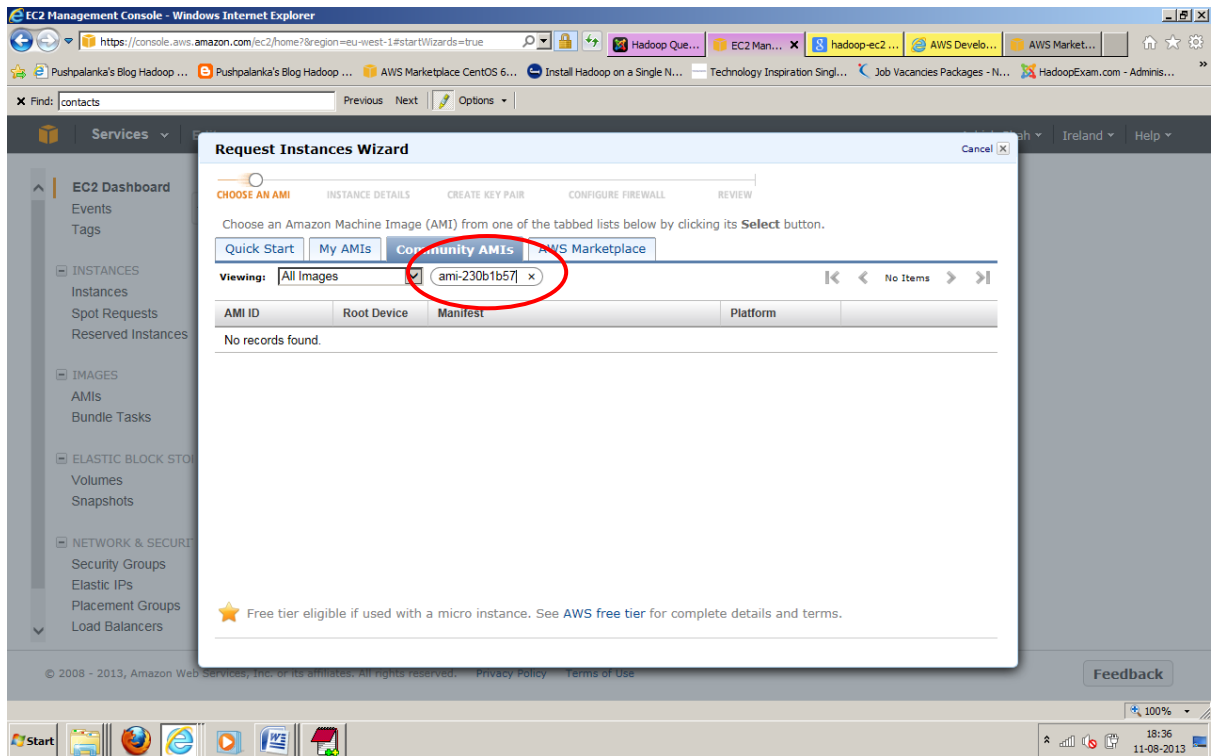 EC2 Management Console - Windows Internet Explorer
https://console.aws.amazon.com/ec2/home?&region=eu-west-1#startWizards=true
Hadoop Que... EC2 Man... hadoop-ec2 ... AWS Develo... AWS Market...
Pushpalanka's Blog Hadoop ... Pushpalanka's Blog Hadoop ... AWS Marketplace CentOS 6... Install Hadoop on a Single N... Technology Inspiration Singl... Job Vacancies Packages - N... HadoopExam.com - Adminis...
Find: contacts Previous Next Options
Services Ireland Help
Request Instances Wizard Cancel
CHOOSE AN AMI INSTANCE DETAILS CREATE KEY PAIR CONFIGURE FIREWALL REVIEW
Choose an Amazon Machine Image (AMI) from one of the tabbed lists below by clicking its Select button.
Quick Start My AMIs Community AMIs AWS Marketplace
Viewing: All Images ami-230b1b57 No Items
AMI ID Root Device Manifest Platform
No records found.
Free tier eligible if used with a micro instance. See AWS free tier for complete details and terms.
EC2 Dashboard
Events
Tags
INSTANCES
Instances
Spot Requests
Reserved Instances
IMAGES
AMIs
Bundle Tasks
ELASTIC BLOCK STO
Volumes
Snapshots
NETWORK & SECURI
Security Groups
Elastic IPs
Placement Groups
Load Balancers
© 2008 - 2013, Amazon Web Services, Inc. or its affiliates. All rights reserved. Privacy Policy Terms of Use Feedback
100%
Start 18:36
11-08-2013